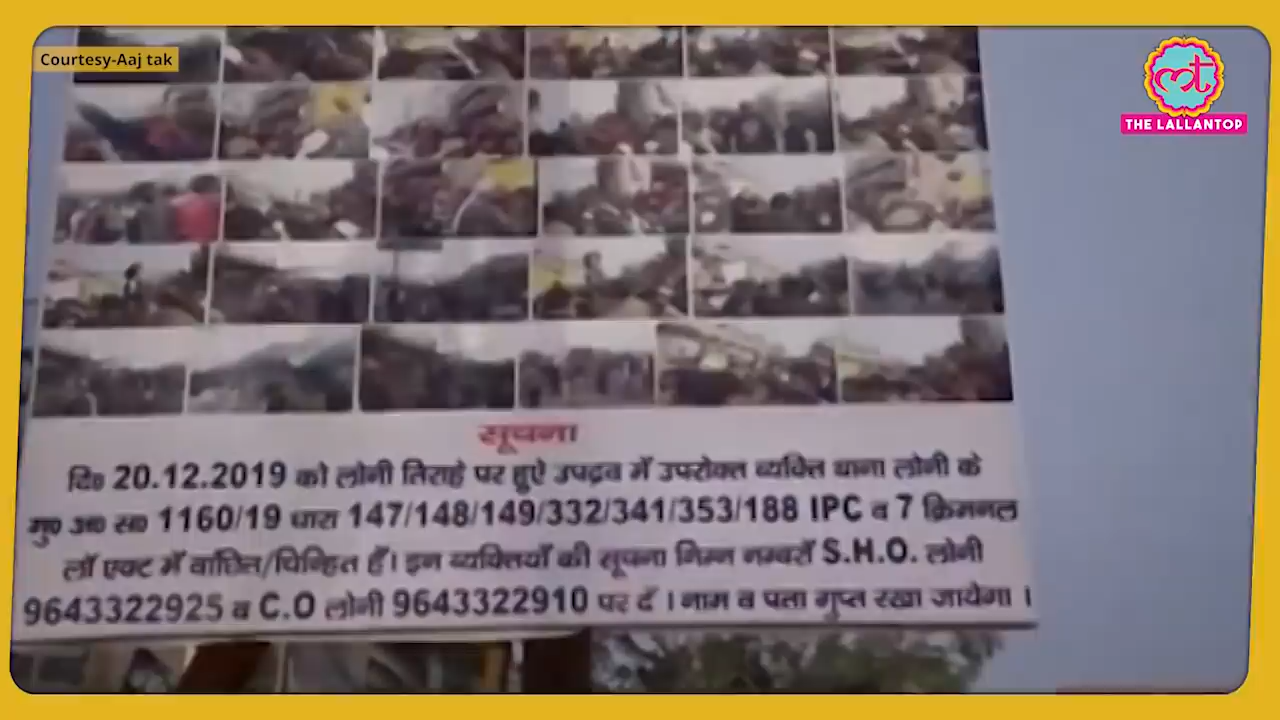 Courtesy-Aaj tak
THE LALLANTOP
सूचना
दि० 20.12.2019 को लोनी तिराहे पर हुऐ उपद्रव में उपरोक्त व्यक्ति थाना लोनी के
मु० अ० स० 1160/19 धारा 147/148/149/332/341/353/188 IPC व 7 क्रिमनल
लॉ एक्ट में वांछित/चिन्हित हैं। इन व्यक्तियों की सूचना निम्न नम्बरों S.H.O. लोनी
9643322925 व C.O लोनी 9643322910 पर दें । नाम व पता गुप्त रखा जायेगा ।